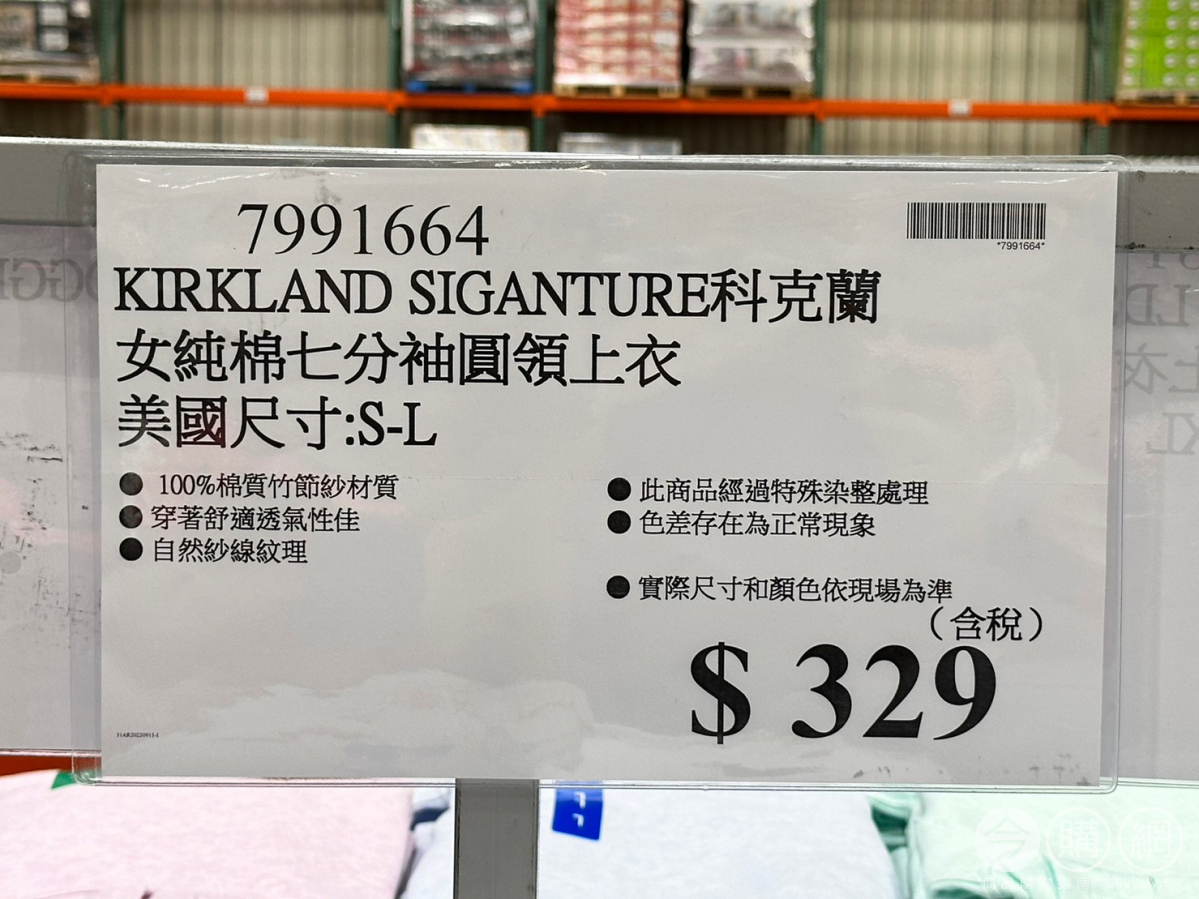 7991664
*7991664*
KIRKLAND SIGANTURE科克蘭
女純棉七分袖圓領上衣
美國尺寸:S-L
● 100%棉質竹節紗材質
● 穿著舒適透氣性佳
● 自然紗線紋理
● 此商品經過特殊染整處理
● 色差存在為正常現象
● 實際尺寸和顏色依現場為準
（含稅）
$ 329
購網